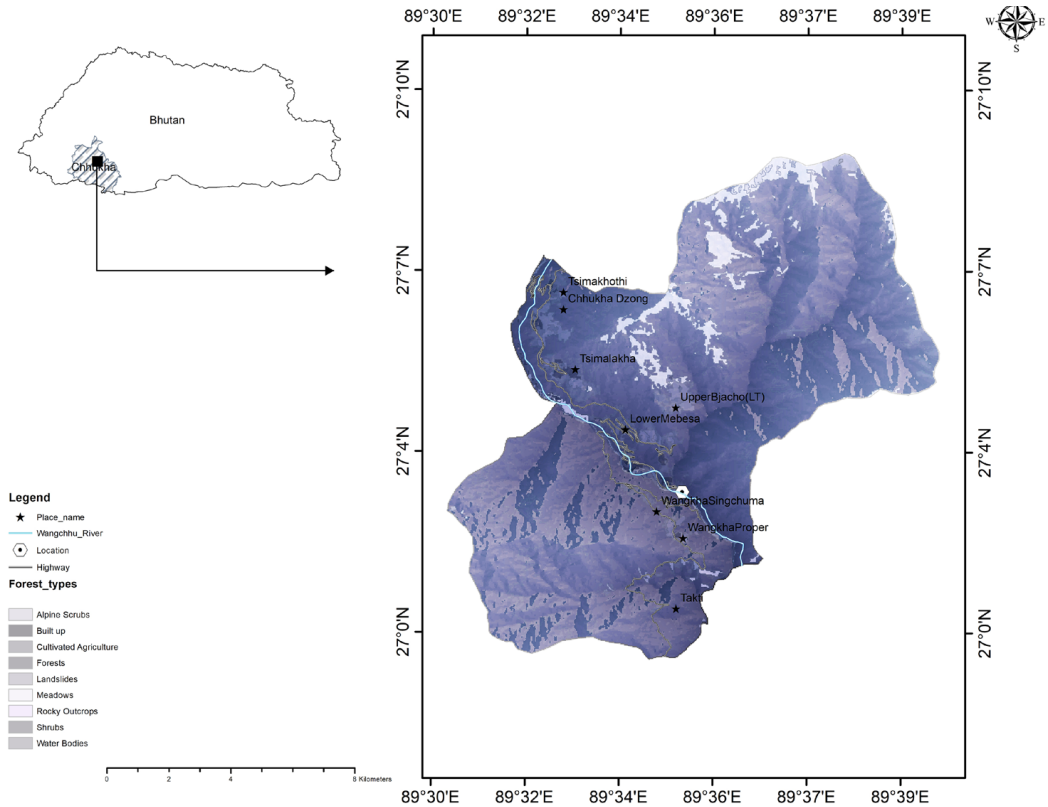 89°30'E 89°32'E 89°34'E 89°36'E 89°37'E 89°39'E
W E
S
27°10'N 27°10'N
Bhutan
Chhukha
27°7'N 27°7'N
Tsimakhothi
Chhukha Dzong
Tsimalakha
UpperBjacho(LT)
LowerMebesa
27°4'N 27°4'N
WangkhaSingchuma
WangkhaProper
Takti
27°0'N 27°0'N
Legend
Place_name
Wangchhu_River
Location
Highway
Forest_types
Alpine Scrubs
Built up
Cultivated Agriculture
Forests
Landslides
Meadows
Rocky Outcrops
Shrubs
Water Bodies
0 2 4 8 Kilometers
89°30'E 89°32'E 89°34'E 89°36'E 89°37'E 89°39'E